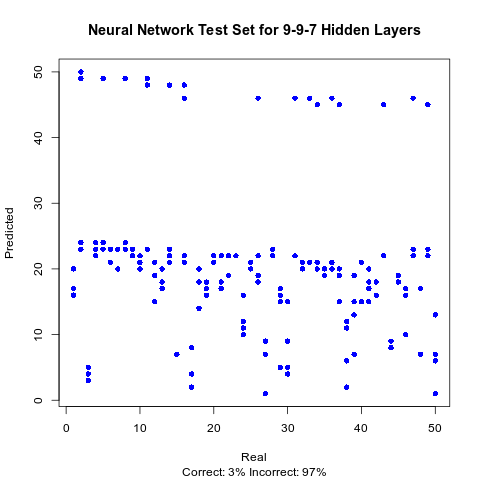 Neural Network Test Set for 9-9-7 Hidden Layers
Predicted
50
40
30
20
10
0
0 10 20 30 40 50
Real
Correct: 3% Incorrect: 97%